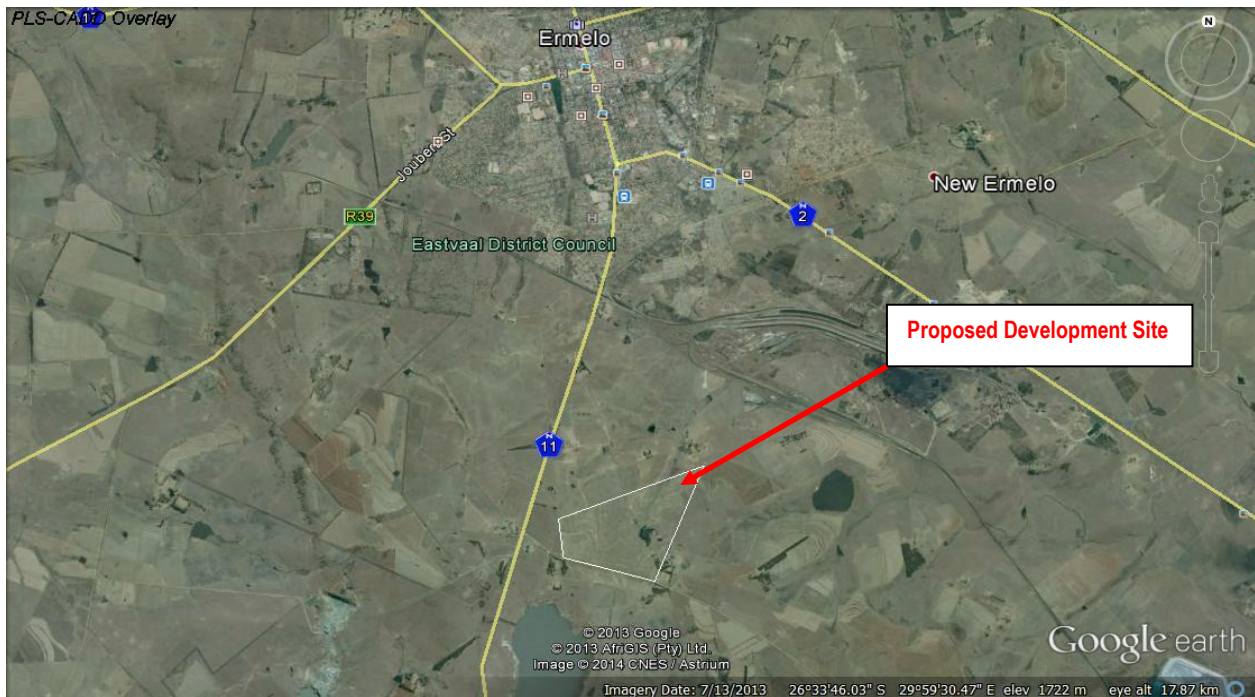 PLS-CADD Overlay
11
N
Ermelo
Joubert St
New Ermelo
R39
N
2
Eastvaal District Council
Proposed Development Site
N
11
© 2013 Google
© 2013 AfriGIS (Pty) Ltd.
Image © 2014 CNES / Astrium
Google earth
Imagery Date: 7/13/2013 26°33'46.03" S 29°59'30.47" E elev 1722 m eye alt 17.87 km